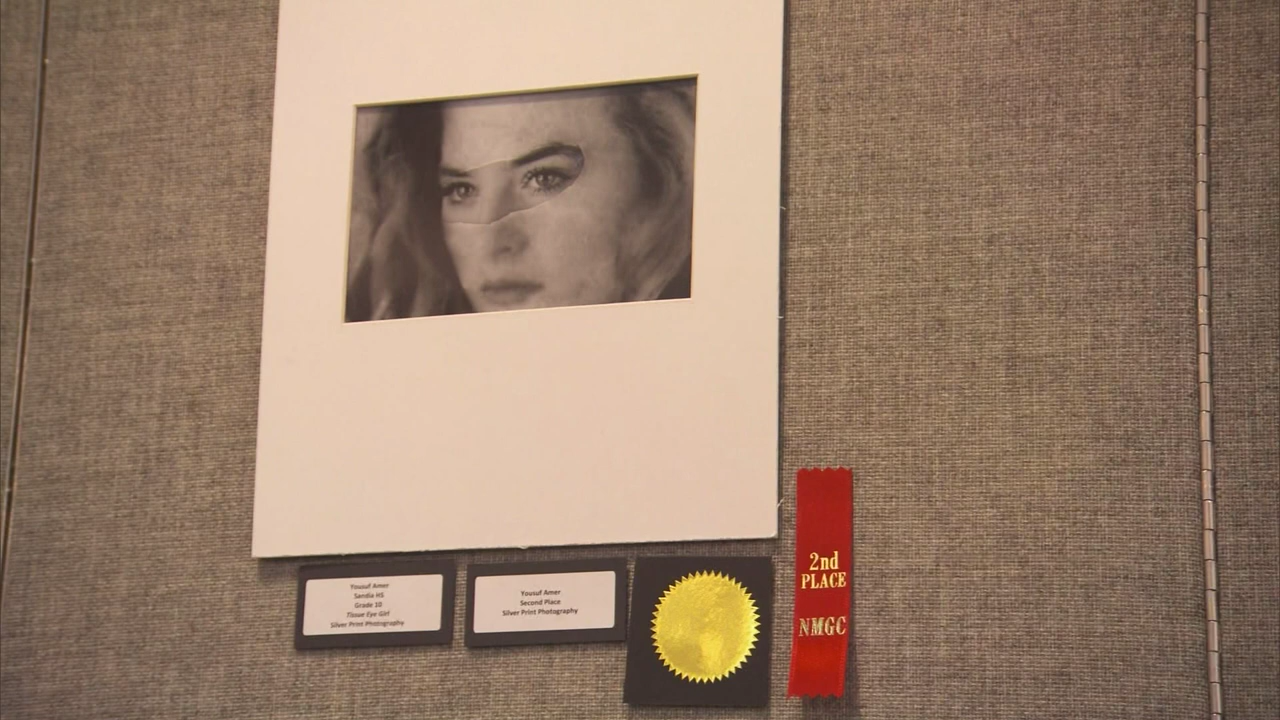 Yousuf Amer
Sandia HS
Grade 10
Tissue Eye Girl
Silver Print Photography
Yousuf Amer
Second Place
Silver Print Photography
2nd
PLACE
NMGC